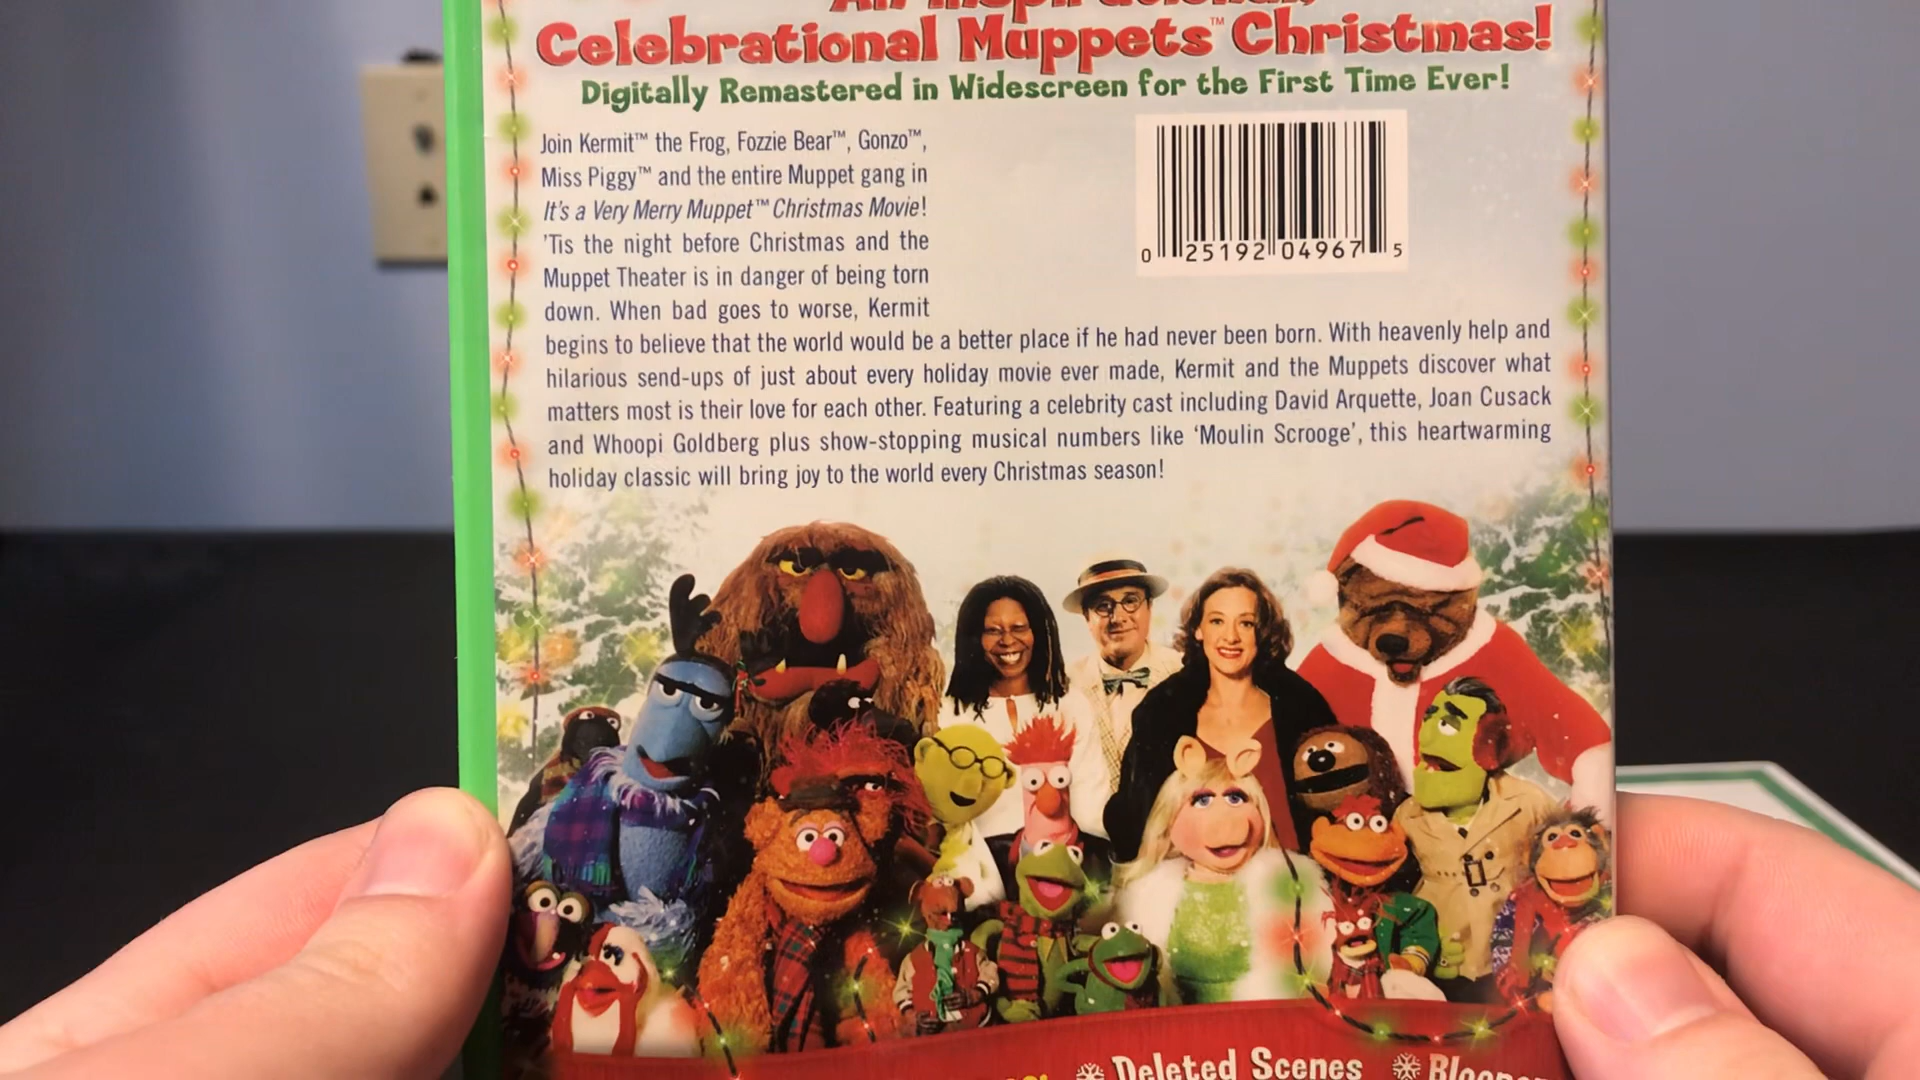 An Inspirational,
Celebrational Muppets™ Christmas!
Digitally Remastered in Widescreen for the First Time Ever!
Join Kermit™ the Frog, Fozzie Bear™, Gonzo™,
Miss Piggy™ and the entire Muppet gang in
It's a Very Merry Muppet™ Christmas Movie!
'Tis the night before Christmas and the
Muppet Theater is in danger of being torn
down. When bad goes to worse, Kermit
begins to believe that the world would be a better place if he had never been born. With heavenly help and
hilarious send-ups of just about every holiday movie ever made, Kermit and the Muppets discover what
matters most is their love for each other. Featuring a celebrity cast including David Arquette, Joan Cusack
and Whoopi Goldberg plus show-stopping musical numbers like ‘Moulin Scrooge’, this heartwarming
holiday classic will bring joy to the world every Christmas season!
0 25192 04967 5
Deleted Scenes